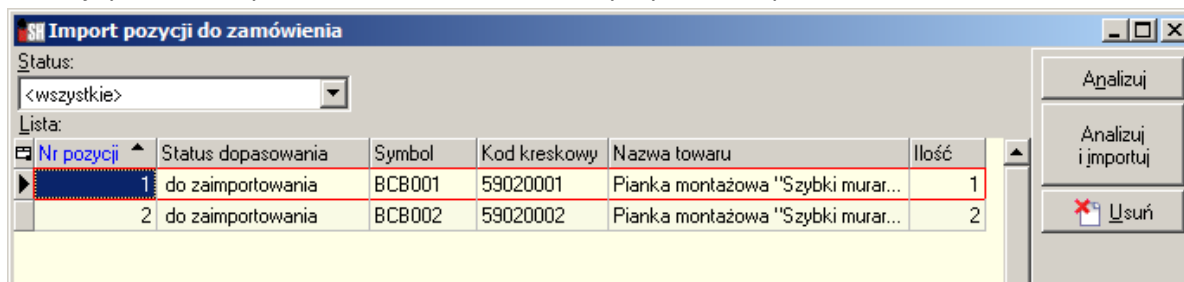 SH Import pozycji do zamówienia
Status:
<wszystkie>
Lista:
Nr pozycji Status dopasowania Symbol Kod kreskowy Nazwa towaru Ilość
1 do zaimportowania BCB001 59020001 Pianka montażowa "Szybki murar... 1
2 do zaimportowania BCB002 59020002 Pianka montażowa "Szybki murar... 2
Analizuj
Analizuj
i importuj
Usuń